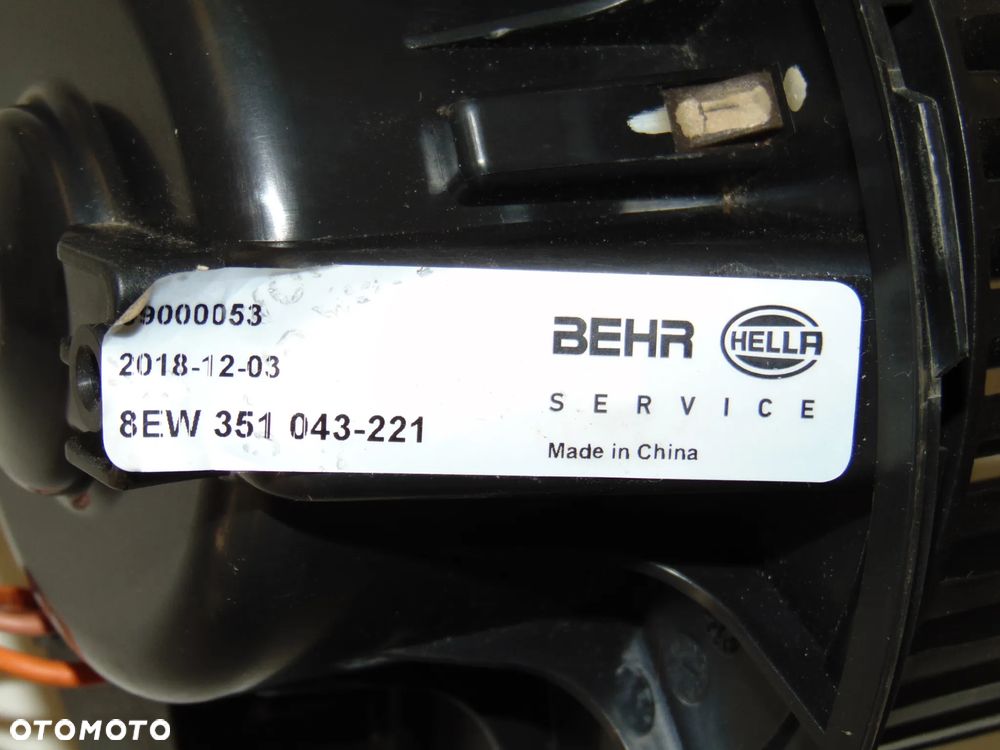 9000053
2018-12-03
8EW 351 043-221
BEHR HELLA
SERVICE
Made in China
OTOMOTO